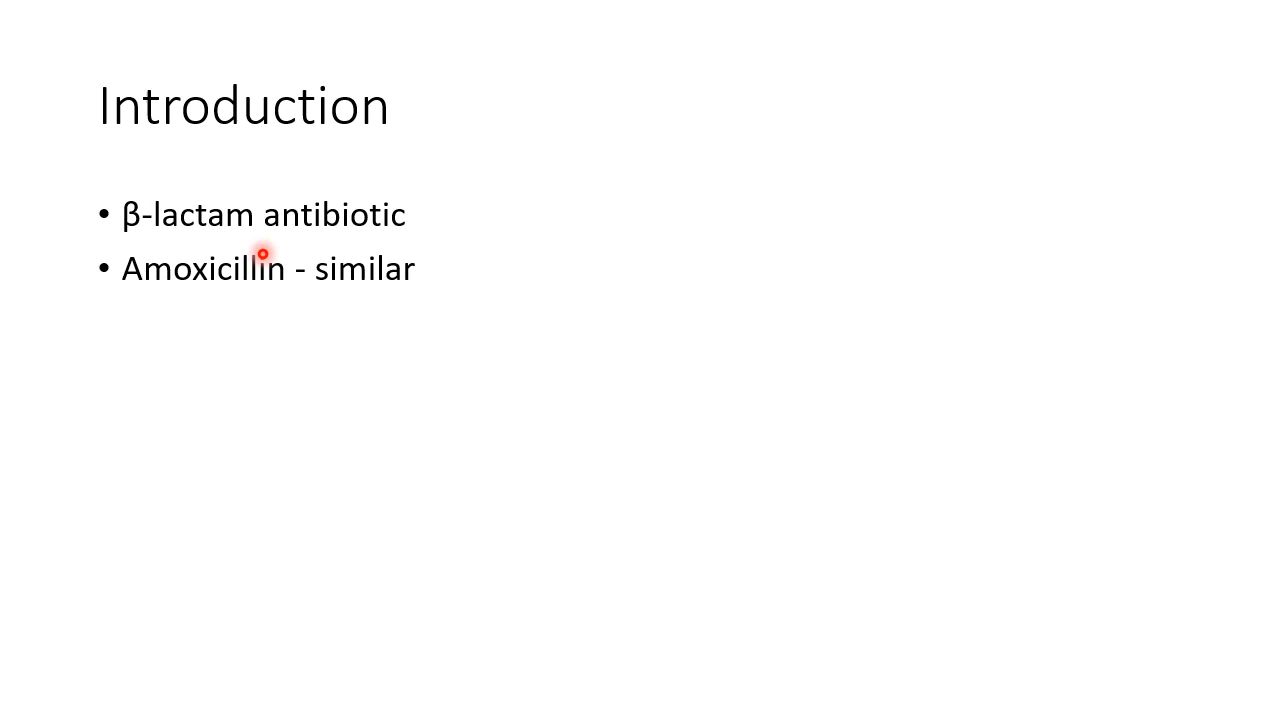 Introduction
• β-lactam antibiotic
• Amoxicillin - similar